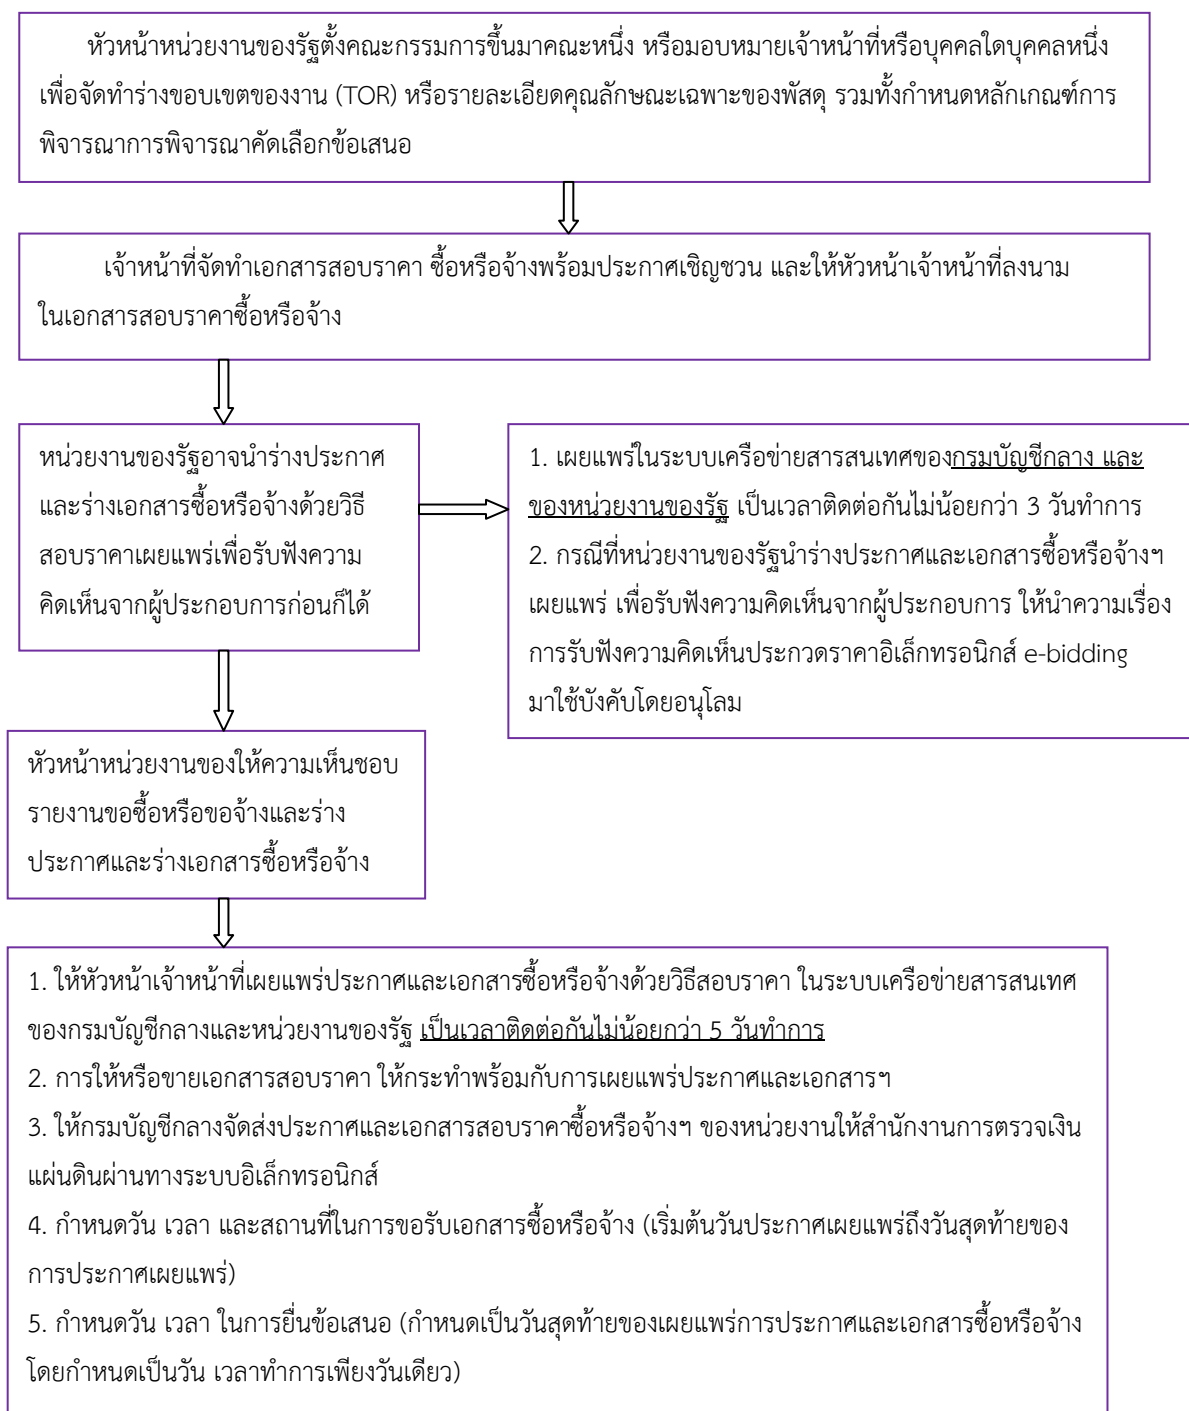 หัวหน้าหน่วยงานของรัฐตั้งคณะกรรมการขึ้นมาคณะหนึ่ง หรือมอบหมายเจ้าหน้าที่หรือบุคคลใดบุคคลหนึ่ง
เพื่อจัดทำร่างขอบเขตของงาน (TOR) หรือรายละเอียดคุณลักษณะเฉพาะของพัสดุ รวมทั้งกำหนดหลักเกณฑ์การ
พิจารณาการพิจารณาคัดเลือกข้อเสนอ
เจ้าหน้าที่จัดทำเอกสารสอบราคา ซื้อหรือจ้างพร้อมประกาศเชิญชวน และให้หัวหน้าเจ้าหน้าที่ลงนาม
ในเอกสารสอบราคาซื้อหรือจ้าง
หน่วยงานของรัฐอาจนำร่างประกาศ
และร่างเอกสารซื้อหรือจ้างด้วยวิธี
สอบราคาเผยแพร่เพื่อรับฟังความ
คิดเห็นจากผู้ประกอบการก่อนก็ได้
1. เผยแพร่ในระบบเครือข่ายสารสนเทศของกรมบัญชีกลาง และ
ของหน่วยงานของรัฐ เป็นเวลาติดต่อกันไม่น้อยกว่า 3 วันทำการ
2. กรณีที่หน่วยงานของรัฐนำร่างประกาศและเอกสารซื้อหรือจ้างฯ
เผยแพร่ เพื่อรับฟังความคิดเห็นจากผู้ประกอบการ ให้นำความเรื่อง
การรับฟังความคิดเห็นประกวดราคาอิเล็กทรอนิกส์ e-bidding
มาใช้บังคับโดยอนุโลม
หัวหน้าหน่วยงานของให้ความเห็นชอบ
รายงานขอซื้อหรือขอจ้างและร่าง
ประกาศและร่างเอกสารซื้อหรือจ้าง
1. ให้หัวหน้าเจ้าหน้าที่เผยแพร่ประกาศและเอกสารซื้อหรือจ้างด้วยวิธีสอบราคา ในระบบเครือข่ายสารสนเทศ
ของกรมบัญชีกลางและหน่วยงานของรัฐ เป็นเวลาติดต่อกันไม่น้อยกว่า 5 วันทำการ
2. การให้หรือขายเอกสารสอบราคา ให้กระทำพร้อมกับการเผยแพร่ประกาศและเอกสารฯ
3. ให้กรมบัญชีกลางจัดส่งประกาศและเอกสารสอบราคาซื้อหรือจ้างฯ ของหน่วยงานให้สำนักงานการตรวจเงิน
แผ่นดินผ่านทางระบบอิเล็กทรอนิกส์
4. กำหนดวัน เวลา และสถานที่ในการขอรับเอกสารซื้อหรือจ้าง (เริ่มต้นวันประกาศเผยแพร่ถึงวันสุดท้ายของ
การประกาศเผยแพร่)
5. กำหนดวัน เวลา ในการยื่นข้อเสนอ (กำหนดเป็นวันสุดท้ายของเผยแพร่การประกาศและเอกสารซื้อหรือจ้าง
โดยกำหนดเป็นวัน เวลาทำการเพียงวันเดียว)